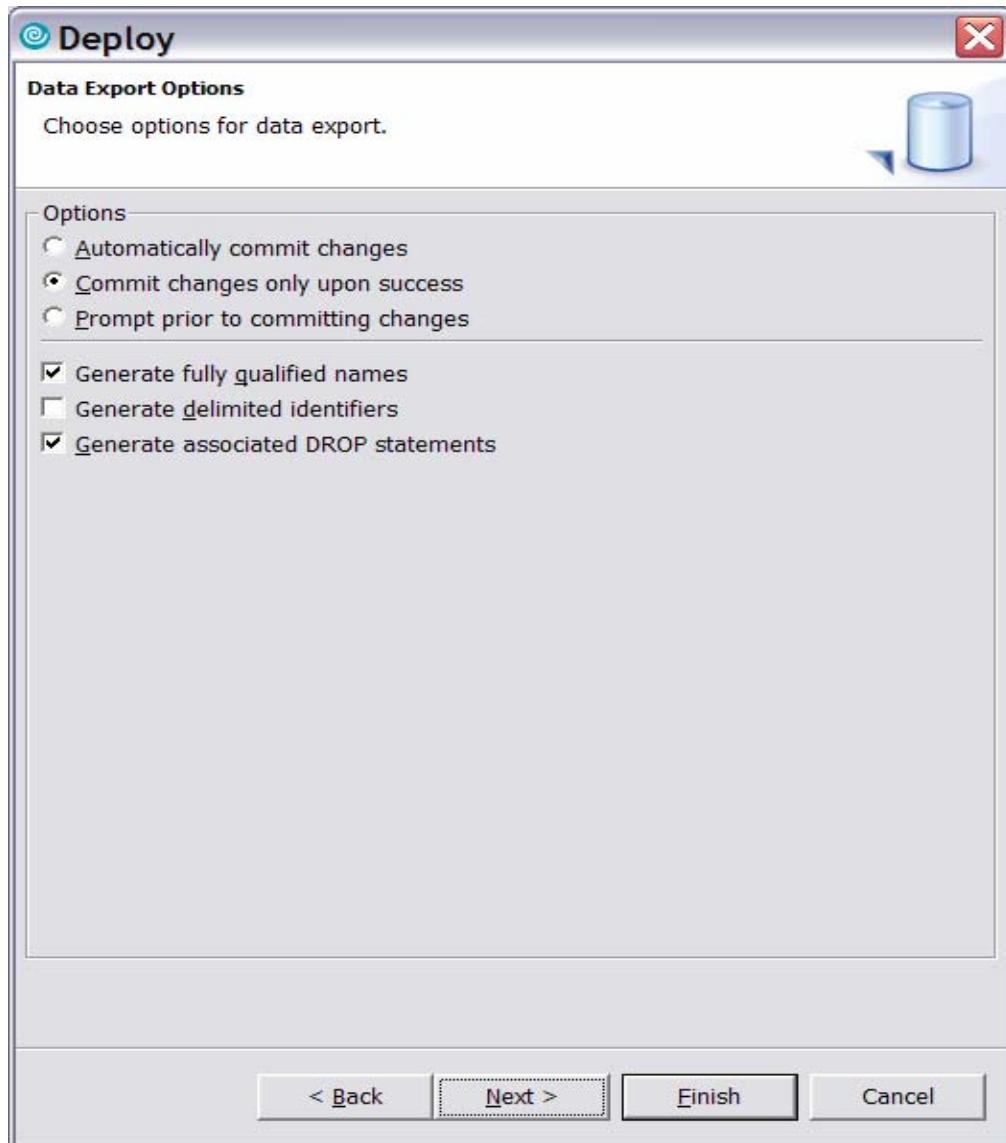 Deploy
Data Export Options
Choose options for data export.
Options
Automatically commit changes
Commit changes only upon success
Prompt prior to committing changes
Generate fully qualified names
Generate delimited identifiers
Generate associated DROP statements
< Back
Next >
Finish
Cancel